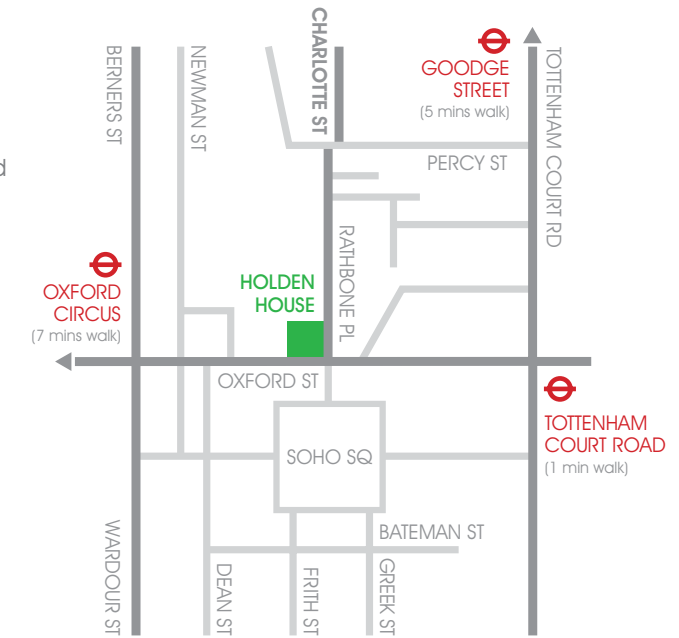 CHARLOTTE ST
BERNERS ST
NEWMAN ST
GOODGE
STREET
(5 mins walk)
TOTTENHAM COURT RD
PERCY ST
d
RATHBONE PL
OXFORD
CIRCUS
(7 mins walk)
HOLDEN
HOUSE
OXFORD ST
TOTTENHAM
COURT ROAD
(1 min walk)
SOHO SQ
BATEMAN ST
WARDOUR ST
DEAN ST
FRITH ST
GREEK ST